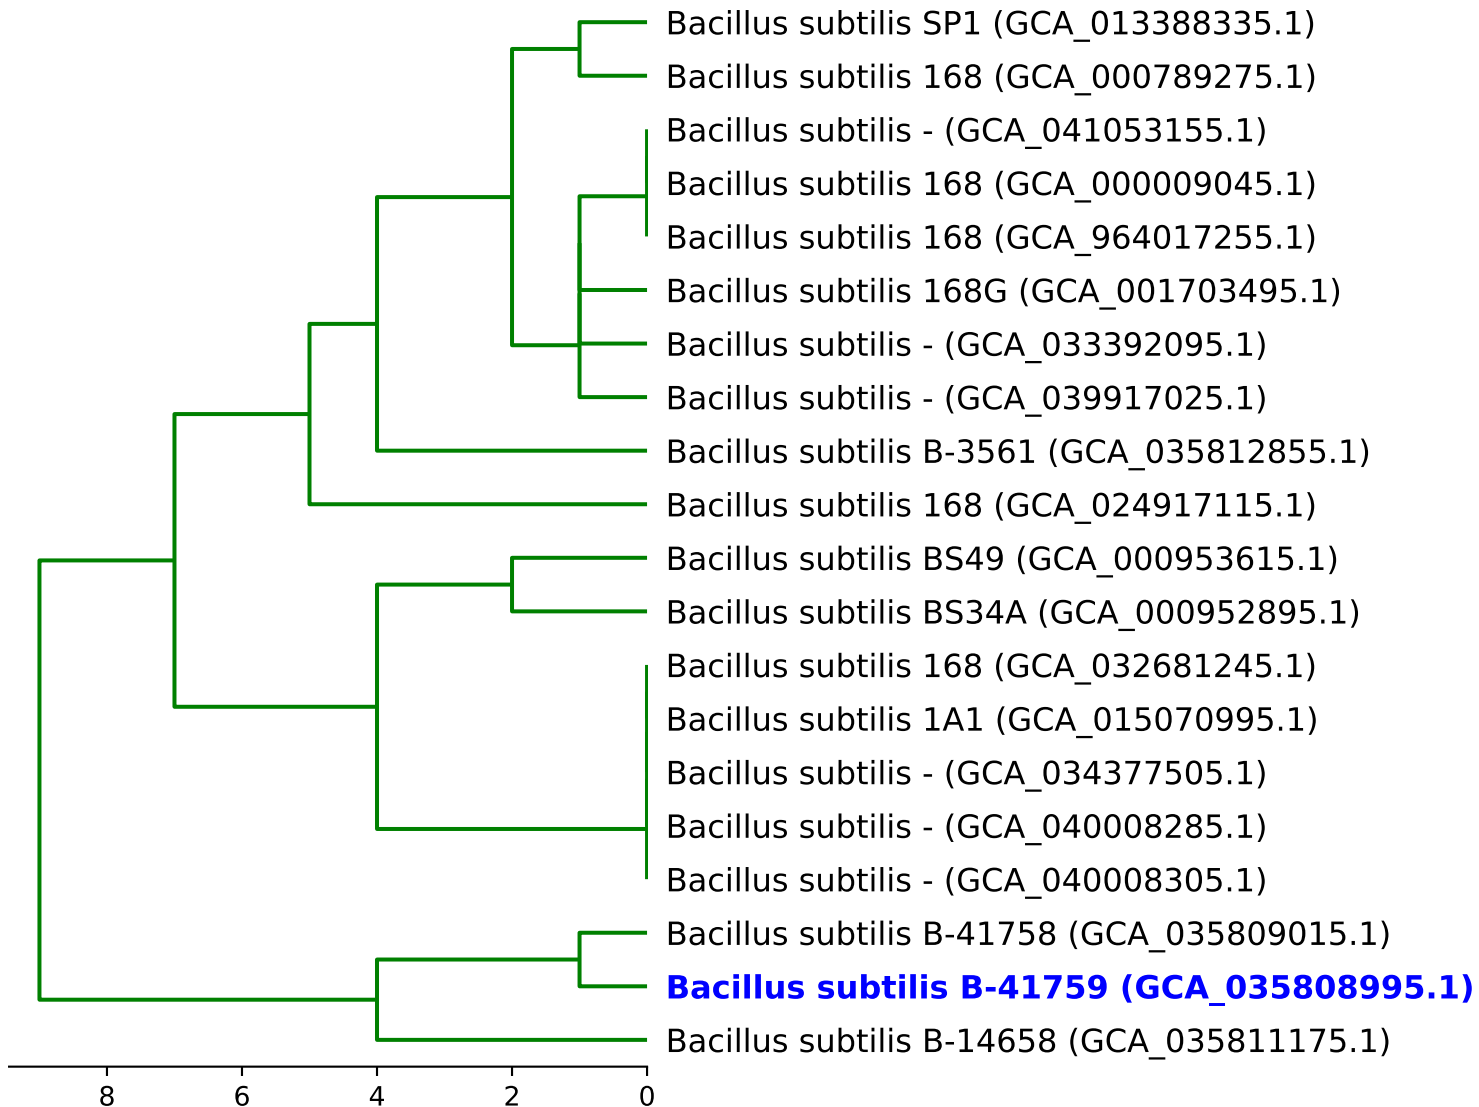 Bacillus subtilis SP1 (GCA_013388335.1)
Bacillus subtilis 168 (GCA_000789275.1)
Bacillus subtilis - (GCA_041053155.1)
Bacillus subtilis 168 (GCA_000009045.1)
Bacillus subtilis 168 (GCA_964017255.1)
Bacillus subtilis 168G (GCA_001703495.1)
Bacillus subtilis - (GCA_033392095.1)
Bacillus subtilis - (GCA_039917025.1)
Bacillus subtilis B-3561 (GCA_035812855.1)
Bacillus subtilis 168 (GCA_024917115.1)
Bacillus subtilis BS49 (GCA_000953615.1)
Bacillus subtilis BS34A (GCA_000952895.1)
Bacillus subtilis 168 (GCA_032681245.1)
Bacillus subtilis 1A1 (GCA_015070995.1)
Bacillus subtilis - (GCA_034377505.1)
Bacillus subtilis - (GCA_040008285.1)
Bacillus subtilis - (GCA_040008305.1)
Bacillus subtilis B-41758 (GCA_035809015.1)
Bacillus subtilis B-41759 (GCA_035808995.1)
Bacillus subtilis B-14658 (GCA_035811175.1)
8 6 4 2 0